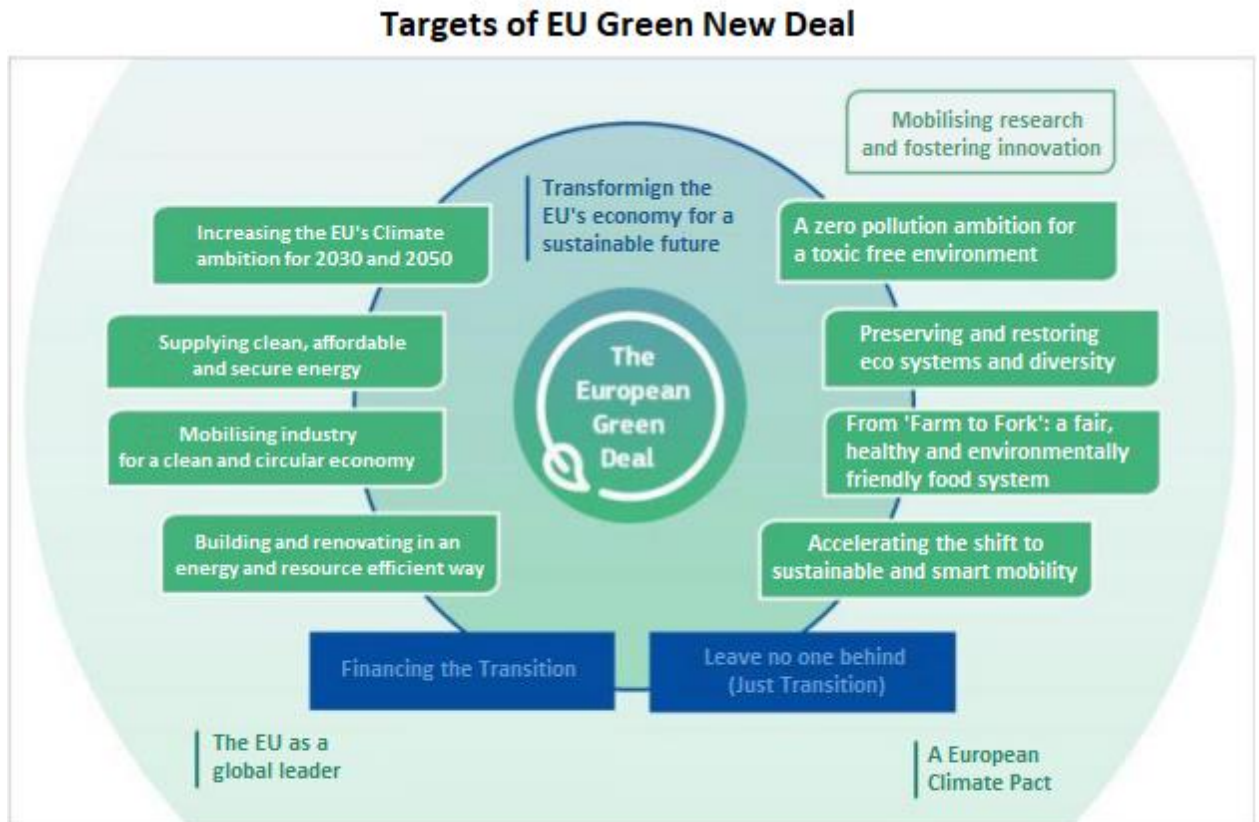 Targets of EU Green New Deal
Mobilising research
and fostering innovation
Transformign the
EU's economy for a
sustainable future
Increasing the EU's Climate
ambition for 2030 and 2050
A zero pollution ambition for
a toxic free environment
Supplying clean, affordable
and secure energy
Preserving and restoring
eco systems and diversity
The
European
Green
Deal
Mobilising industry
for a clean and circular economy
From 'Farm to Fork': a fair,
healthy and environmentally
friendly food system
Building and renovating in an
energy and resource efficient way
Accelerating the shift to
sustainable and smart mobility
Financing the Transition
Leave no one behind
(Just Transition)
The EU as a
global leader
A European
Climate Pact